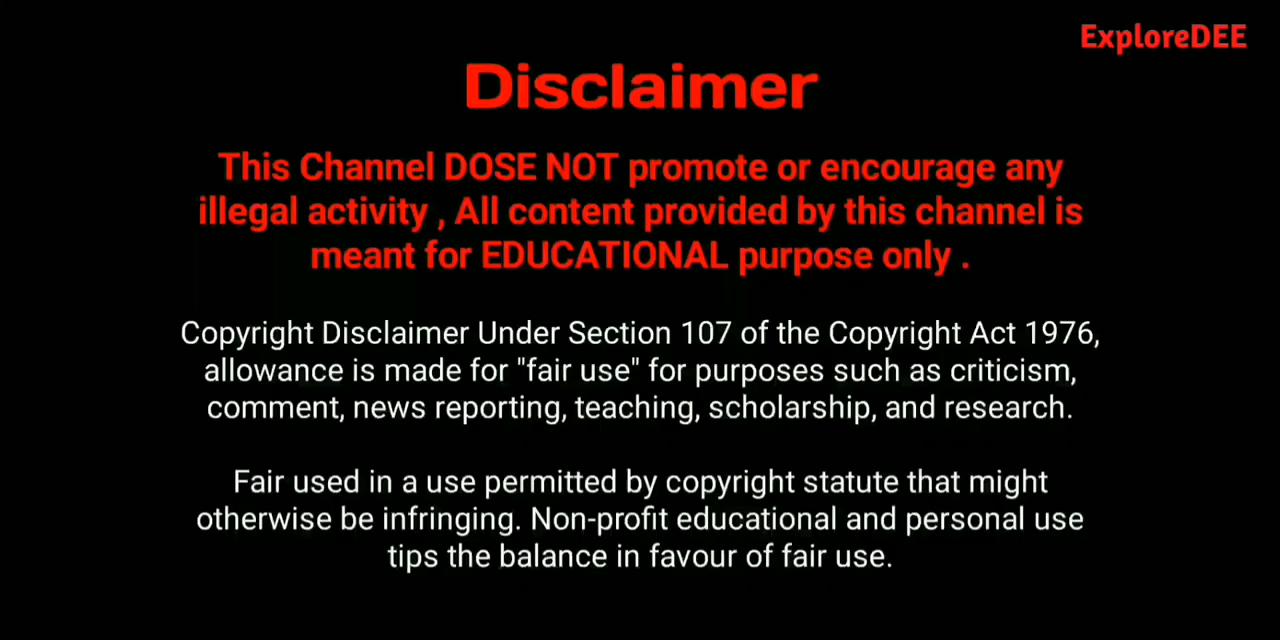 ExploreDEE
Disclaimer
This Channel DOSE NOT promote or encourage any
illegal activity , All content provided by this channel is
meant for EDUCATIONAL purpose only .
Copyright Disclaimer Under Section 107 of the Copyright Act 1976,
allowance is made for "fair use" for purposes such as criticism,
comment, news reporting, teaching, scholarship, and research.
Fair used in a use permitted by copyright statute that might
otherwise be infringing. Non-profit educational and personal use
tips the balance in favour of fair use.